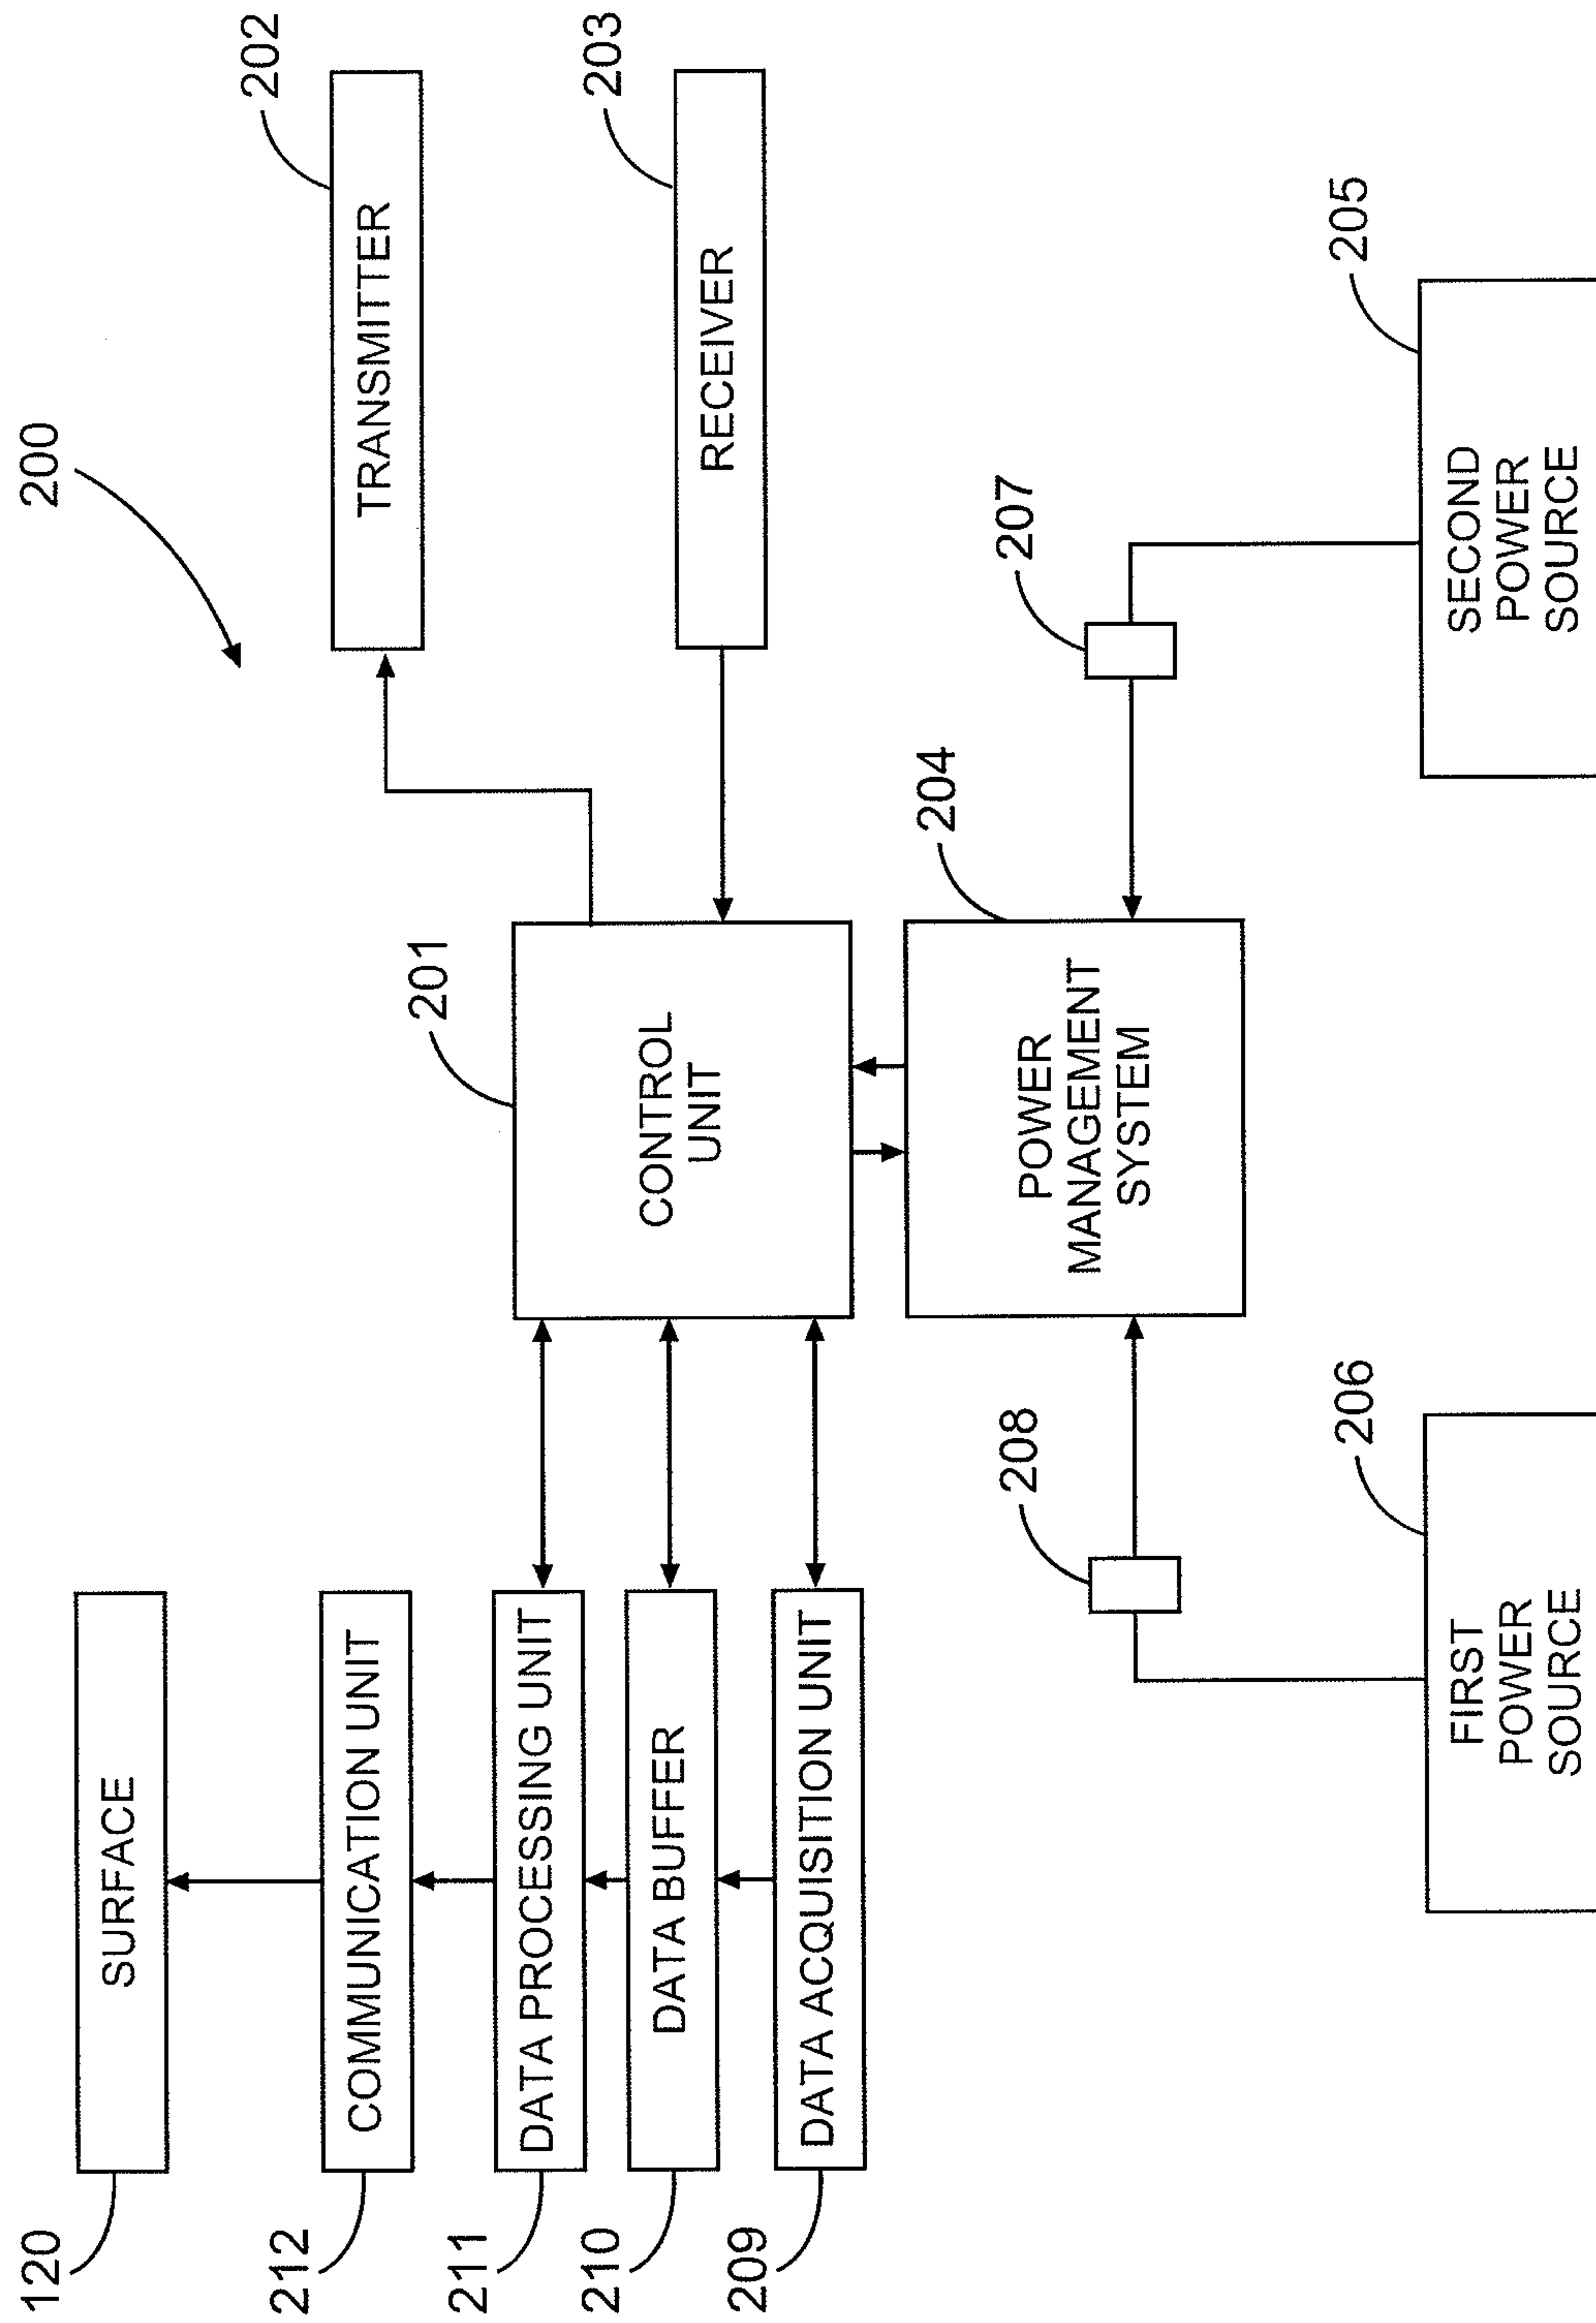 200
120
SURFACE
212
COMMUNICATION UNIT
211
DATA PROCESSING UNIT
210
DATA BUFFER
209
DATA ACQUISITION UNIT
201
CONTROL
UNIT
202
TRANSMITTER
203
RECEIVER
204
POWER
MANAGEMENT
SYSTEM
208
206
FIRST
POWER
SOURCE
207
205
SECOND
POWER
SOURCE